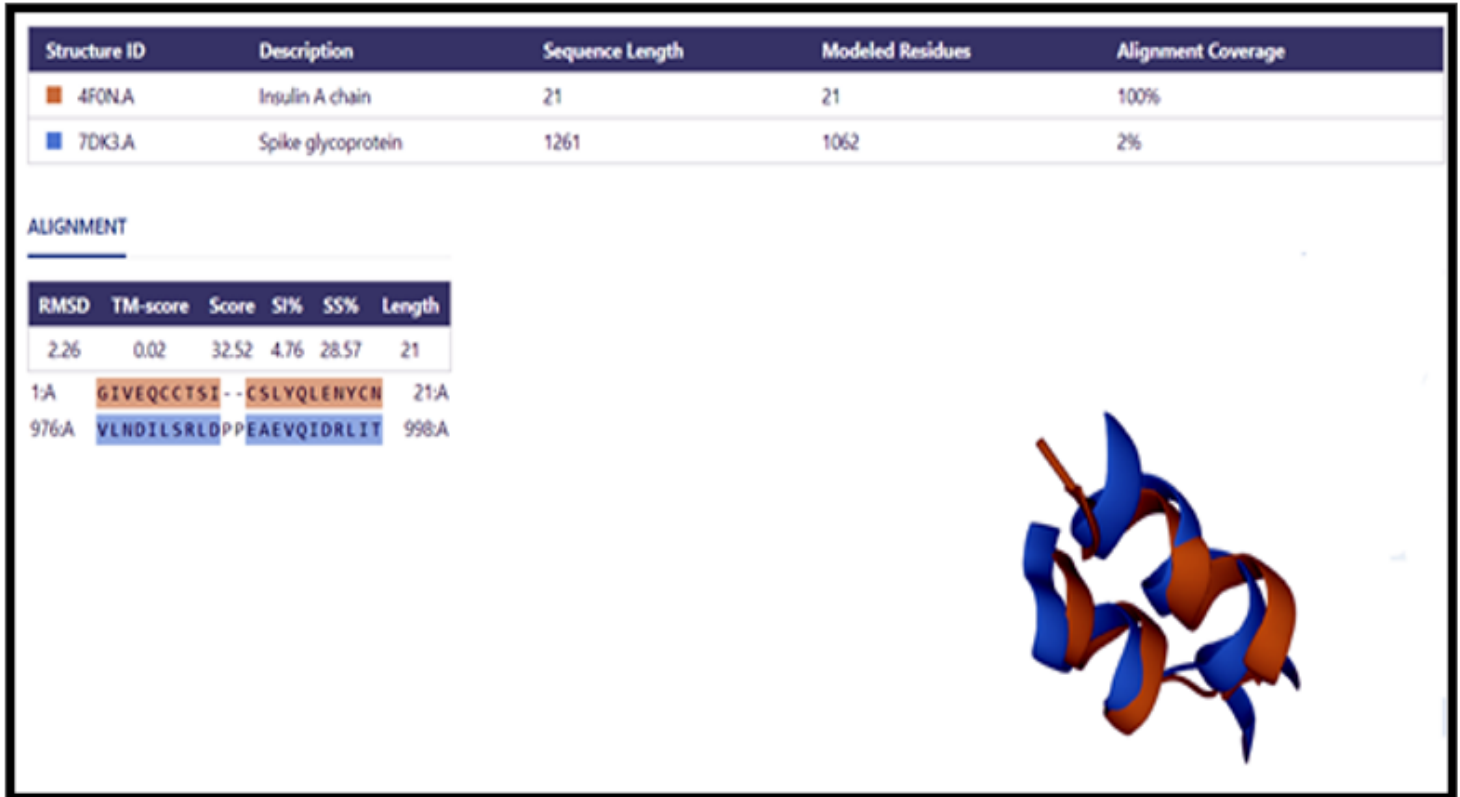 Structure ID Description Sequence Length Modeled Residues Alignment Coverage
4F0N.A Insulin A chain 21 21 100%
7DK3.A Spike glycoprotein 1261 1062 2%
ALIGNMENT
RMSD TM-score Score SI% SS% Length
2.26 0.02 32.52 4.76 28.57 21
1:A GIVEQCCTSI--CSLYQLENYCN 21:A
976:A VLNDILSRLDPPEAEVQIDRLIT 998:A